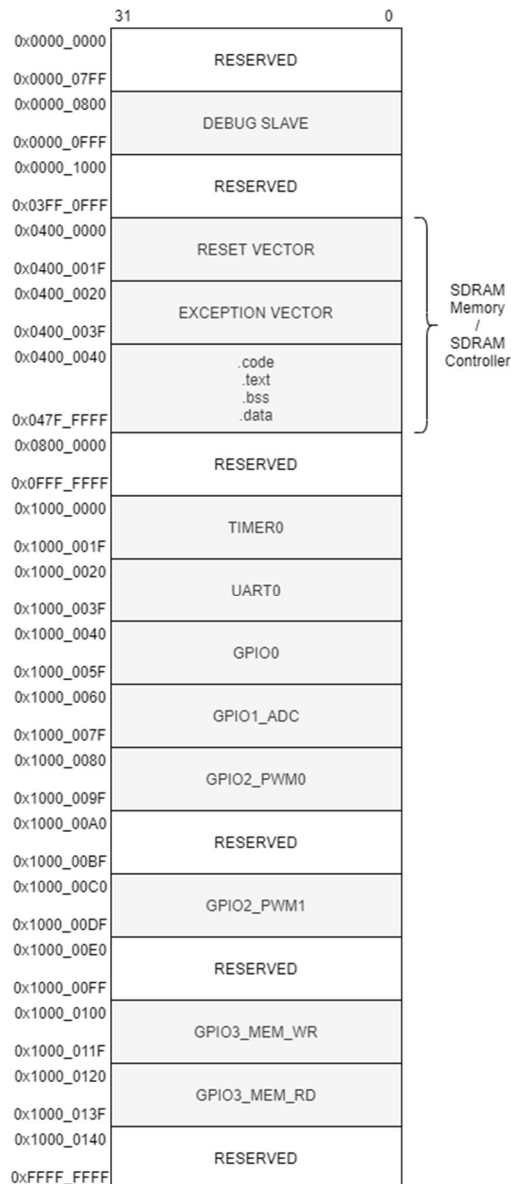 31 0
0x0000_0000
RESERVED
0x0000_07FF
0x0000_0800
DEBUG SLAVE
0x0000_0FFF
0x0000_1000
RESERVED
0x03FF_0FFF
0x0400_0000
RESET VECTOR
0x0400_001F
0x0400_0020
EXCEPTION VECTOR
0x0400_003F
0x0400_0040
.code
.text
.bss
.data
0x047F_FFFF
SDRAM
Memory
/
SDRAM
Controller
0x0800_0000
RESERVED
0x0FFF_FFFF
0x1000_0000
TIMER0
0x1000_001F
0x1000_0020
UART0
0x1000_003F
0x1000_0040
GPIO0
0x1000_005F
0x1000_0060
GPIO1_ADC
0x1000_007F
0x1000_0080
GPIO2_PWM0
0x1000_009F
0x1000_00A0
RESERVED
0x1000_00BF
0x1000_00C0
GPIO2_PWM1
0x1000_00DF
0x1000_00E0
RESERVED
0x1000_00FF
0x1000_0100
GPIO3_MEM_WR
0x1000_011F
0x1000_0120
GPIO3_MEM_RD
0x1000_013F
0x1000_0140
RESERVED
0xFFFF_FFFF